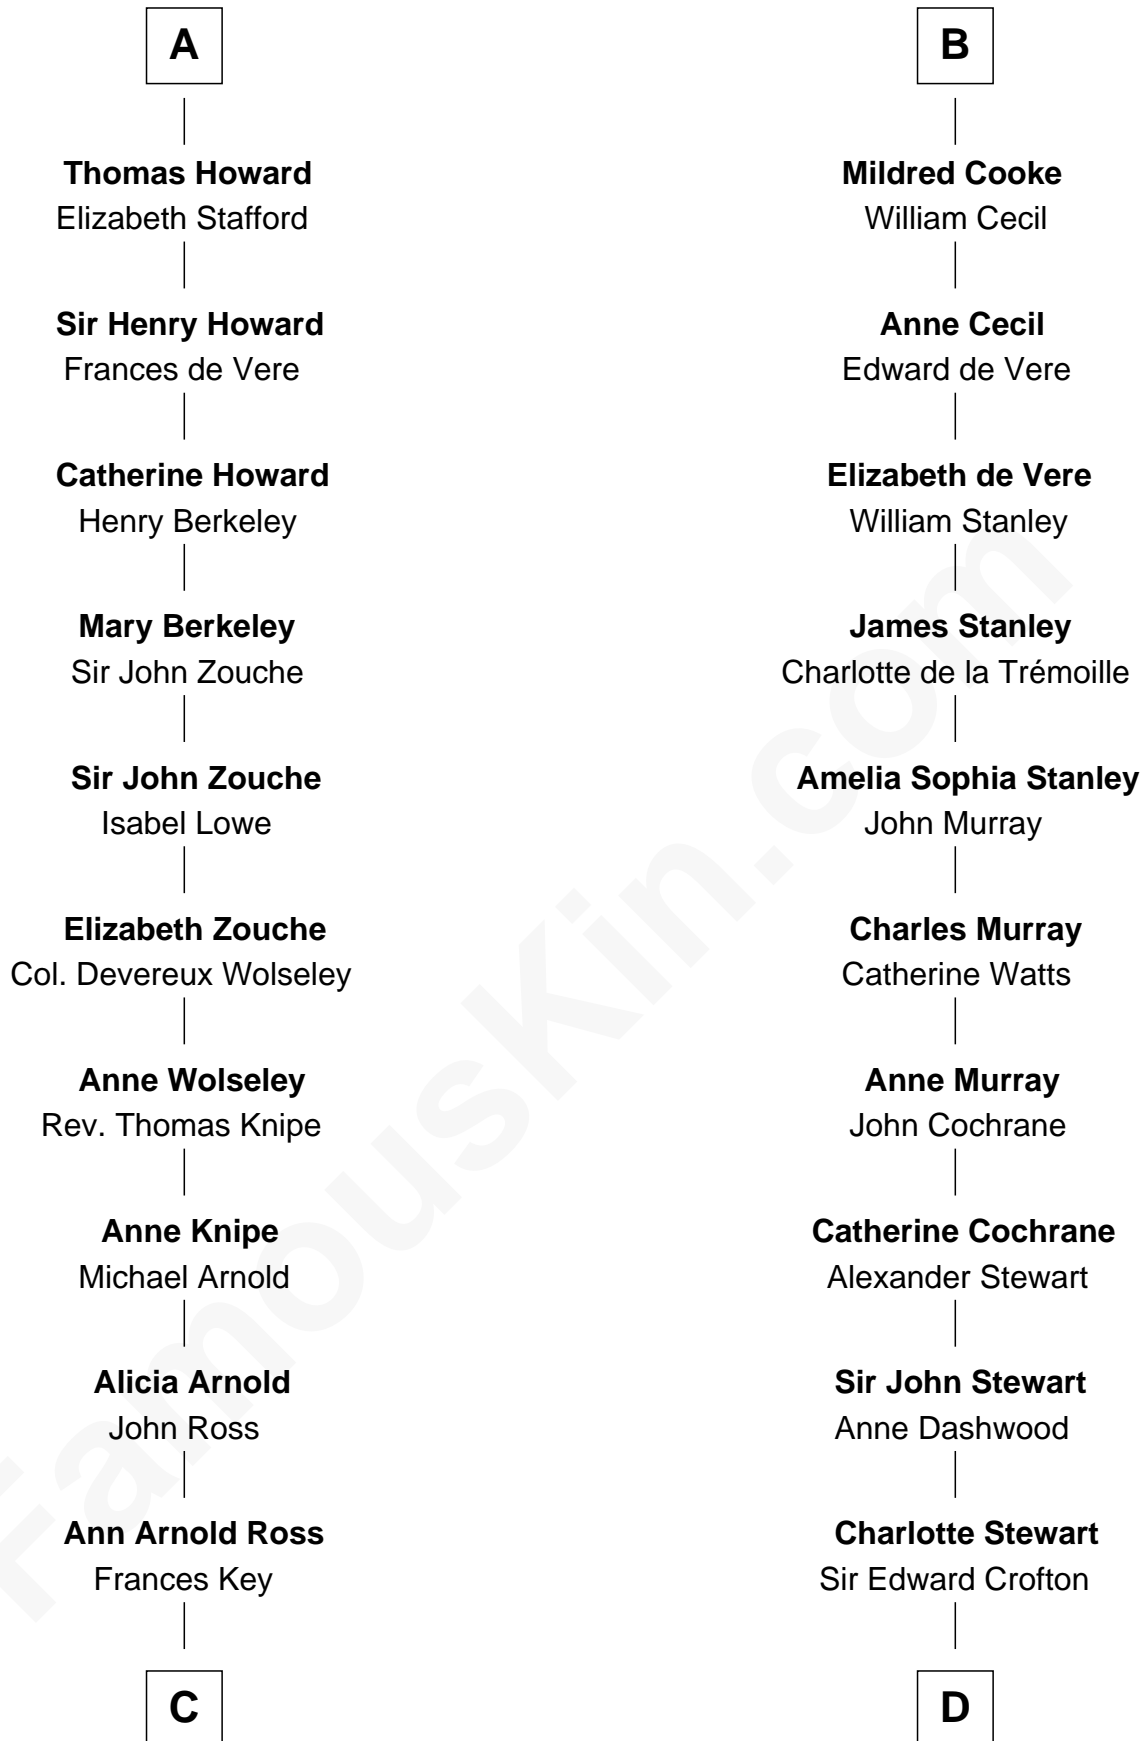 A
Thomas Howard
Elizabeth Stafford
Sir Henry Howard
Frances de Vere
Catherine Howard
Henry Berkeley
Mary Berkeley
Sir John Zouche
Sir John Zouche
Isabel Lowe
Elizabeth Zouche
Col. Devereux Wolseley
Anne Wolseley
Rev. Thomas Knipe
Anne Knipe
Michael Arnold
Alicia Arnold
John Ross
Ann Arnold Ross
Frances Key
C
B
Mildred Cooke
William Cecil
Anne Cecil
Edward de Vere
Elizabeth de Vere
William Stanley
James Stanley
Charlotte de la Trémoille
Amelia Sophia Stanley
John Murray
Charles Murray
Catherine Watts
Anne Murray
John Cochrane
Catherine Cochrane
Alexander Stewart
Sir John Stewart
Anne Dashwood
Charlotte Stewart
Sir Edward Crofton
D
FamousKin.com